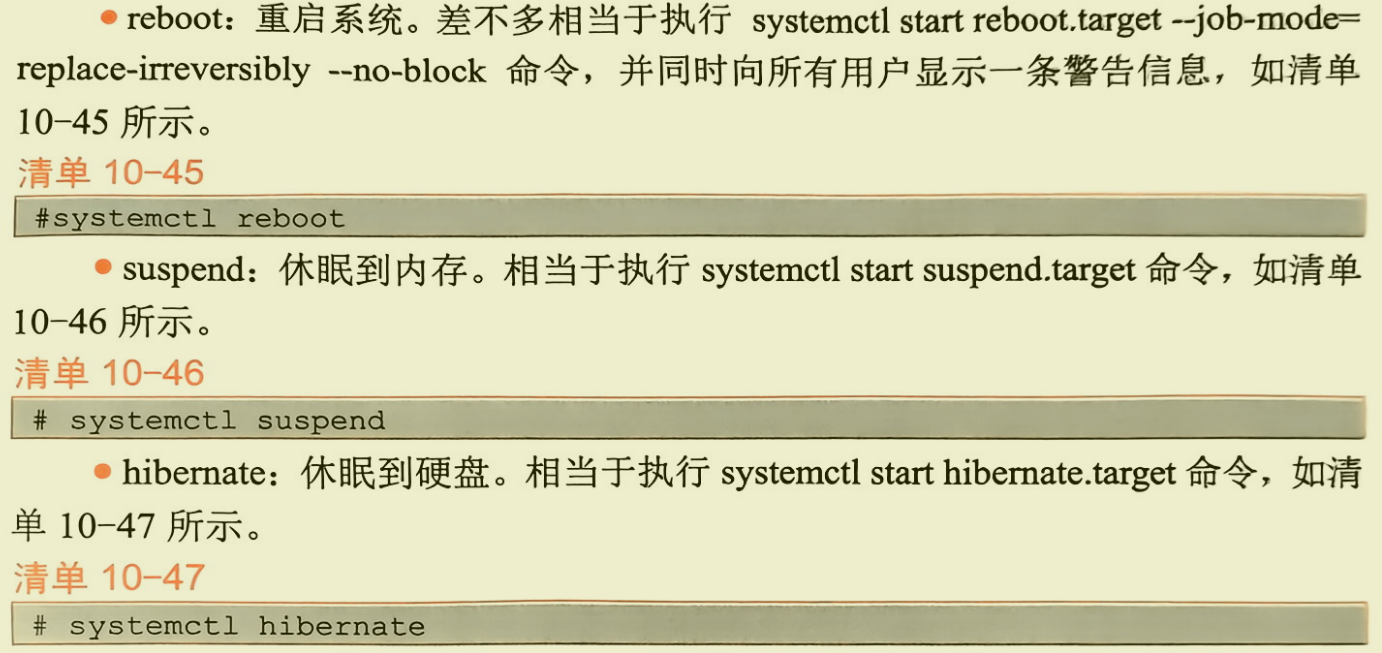 ● reboot：重启系统。差不多相当于执行 systemctl start reboot.target --job-mode=
replace-irreversibly --no-block 命令，并同时向所有用户显示一条警告信息，如清单
10-45 所示。
清单 10-45
#systemctl reboot
● suspend：休眠到内存。相当于执行 systemctl start suspend.target 命令，如清单
10-46 所示。
清单 10-46
# systemctl suspend
● hibernate：休眠到硬盘。相当于执行 systemctl start hibernate.target 命令，如清
单 10-47 所示。
清单 10-47
# systemctl hibernate